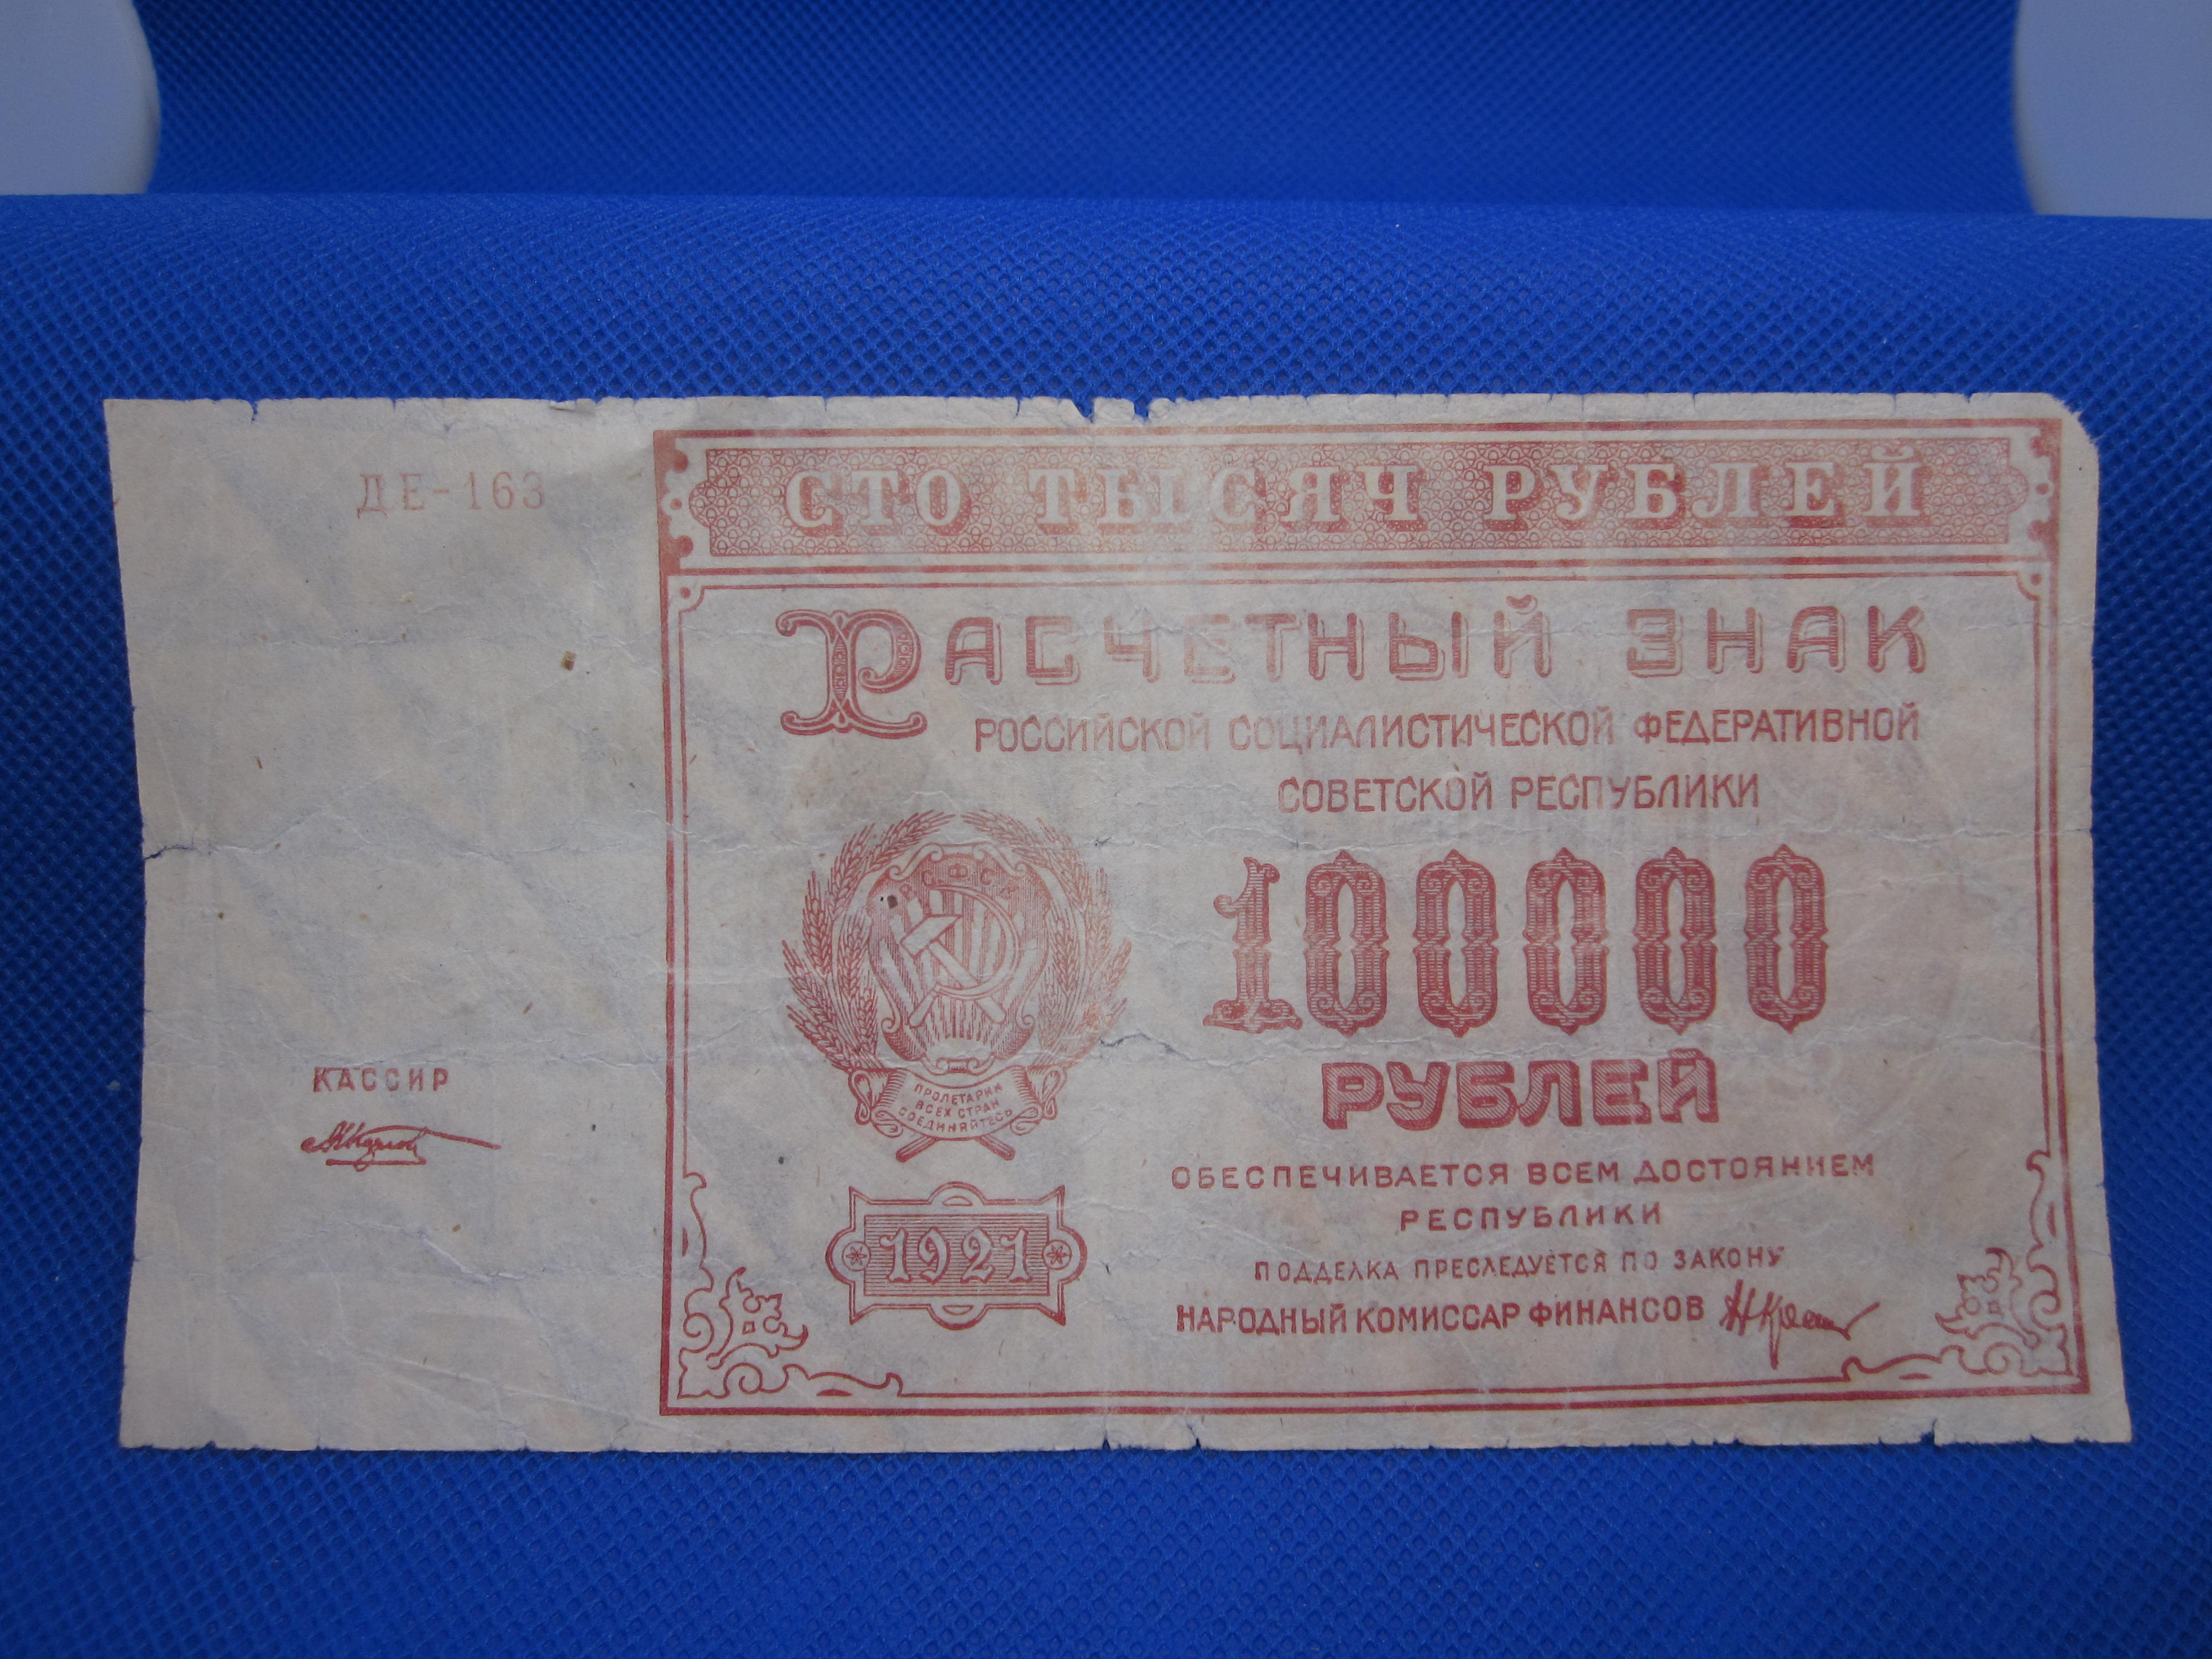 ДЕ-163
СТО ТЫСЯЧ РУБЛЕЙ
РАСЧЕТНЫЙ ЗНАК
РОССИЙСКОЙ СОЦИАЛИСТИЧЕСКОЙ ФЕДЕРАТИВНОЙ
СОВЕТСКОЙ РЕСПУБЛИКИ
РСФСР
100000
РУБЛЕЙ
ПРОЛЕТАРИИ
ВСЕХ СТРАН
СОЕДИНЯЙТЕСЬ
КАССИР
1921
ОБЕСПЕЧИВАЕТСЯ ВСЕМ ДОСТОЯНИЕМ
РЕСПУБЛИКИ
ПОДДЕЛКА ПРЕСЛЕДУЕТСЯ ПО ЗАКОНУ
НАРОДНЫЙ КОМИССАР ФИНАНСОВ